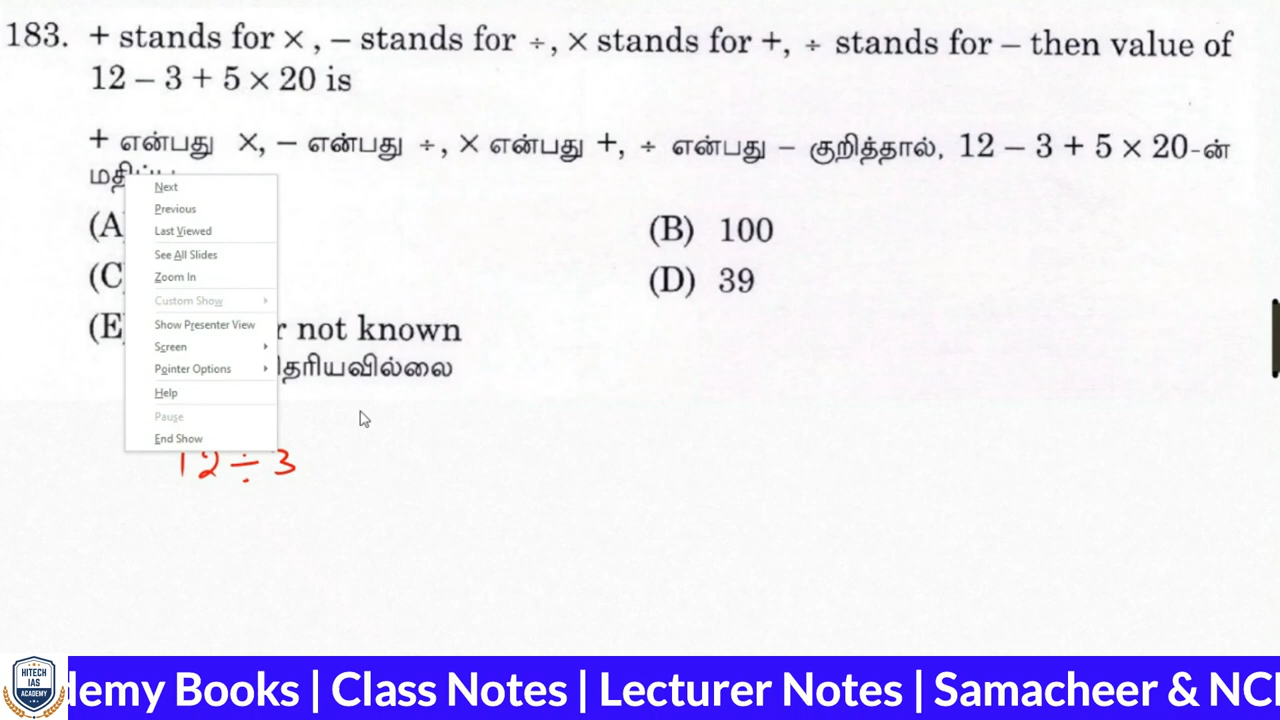 183. + stands for ×, – stands for ÷, × stands for +, ÷ stands for – then value of
12 – 3 + 5 × 20 is
+ என்பது ×, – என்பது ÷, × என்பது +, ÷ என்பது – குறித்தால், 12 – 3 + 5 × 20-ன்
(A
(B) 100
(C
(D) 39
(E
r not known
தெரியவில்லை
Next
Previous
Last Viewed
See All Slides
Zoom In
Custom Show
Show Presenter View
Screen
Pointer Options
Help
Pause
End Show
12 ÷ 3
HITECH
IAS
ACADEMY
demy Books | Class Notes | Lecturer Notes | Samacheer & NC